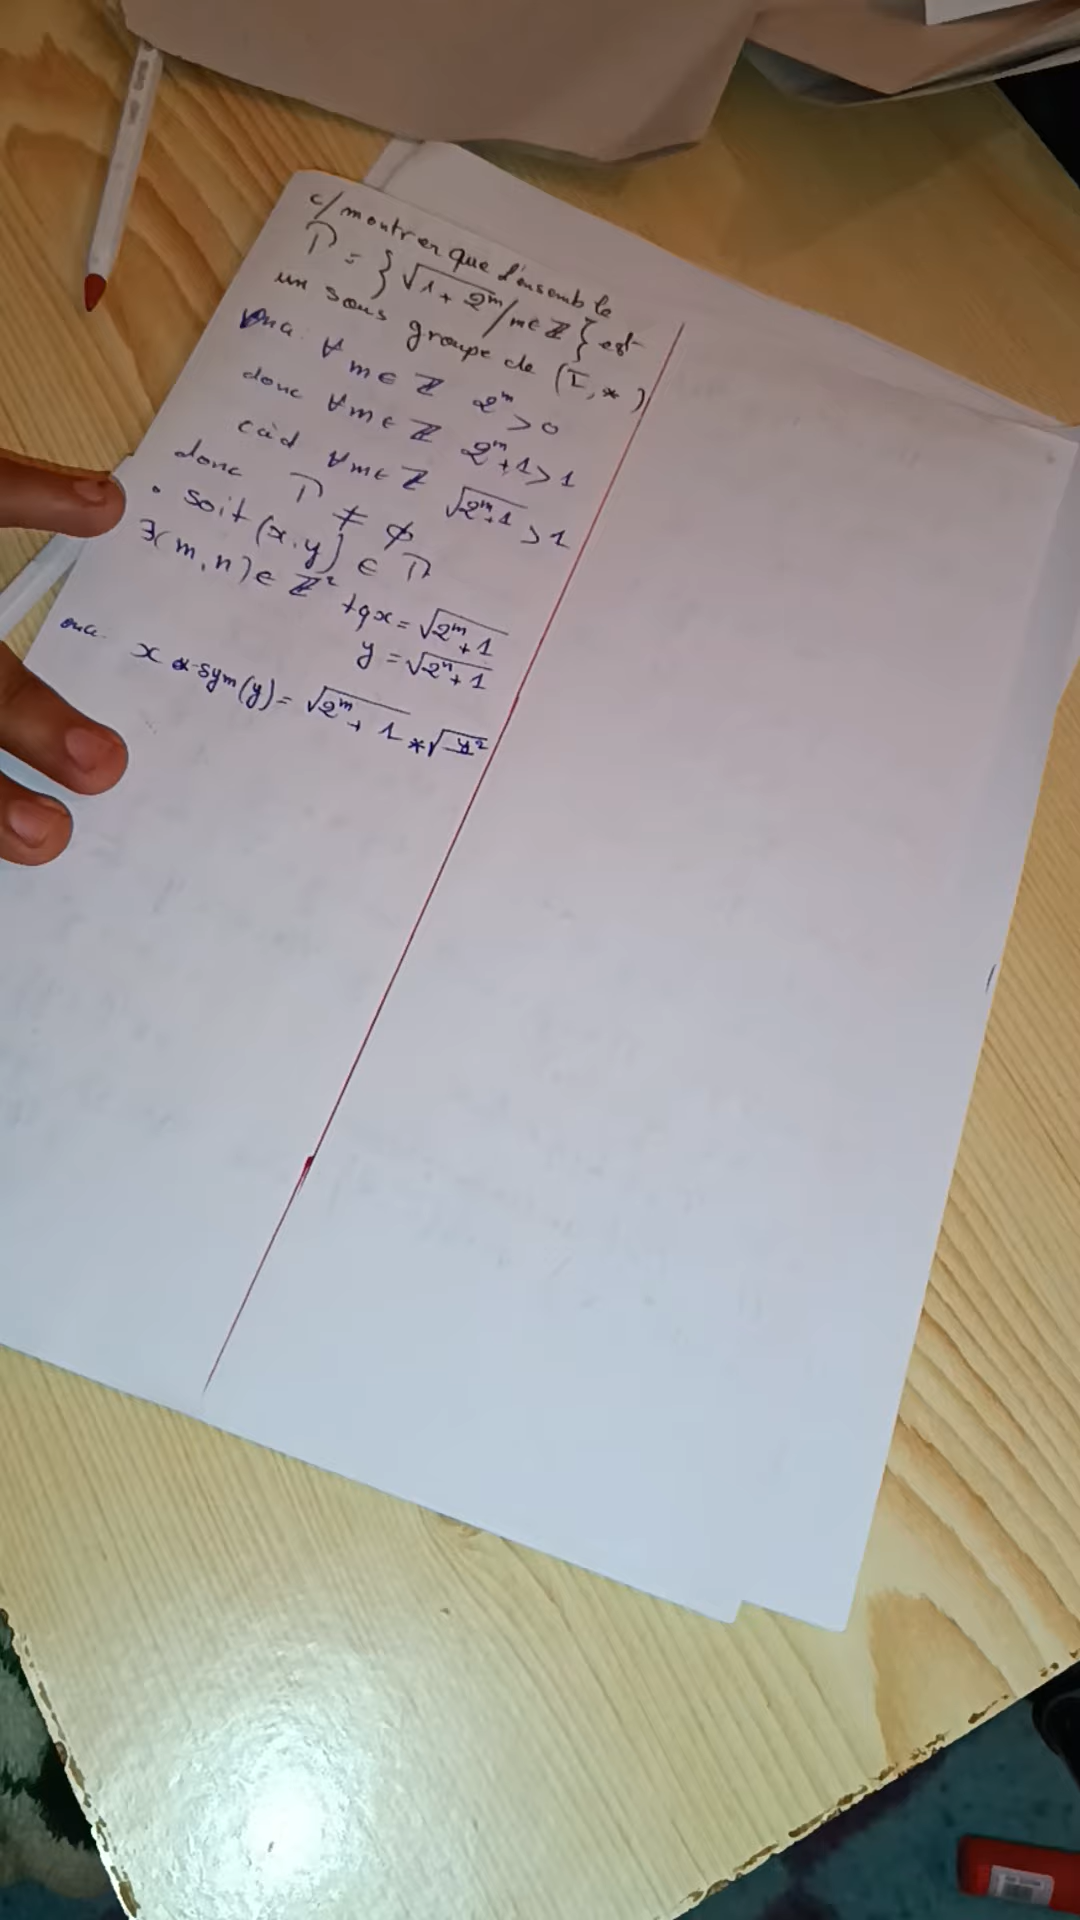 c/ montrer que l'ensemble
Γ = } √1+2^m / m ∈ ℤ { est
un sous groupe de (I, *)
Ona: ∀ m ∈ ℤ 2^m > 0
donc ∀ m ∈ ℤ 2^m + 1 > 1
càd ∀ m ∈ ℤ √2^m+1 > 1
donc Γ ≠ ∅
• soit (x,y) ∈ Γ
∃(m,n) ∈ ℤ² tq x = √2^m + 1
y = √2^n + 1
ona: x * sym(y) = √2^m + 1 * √